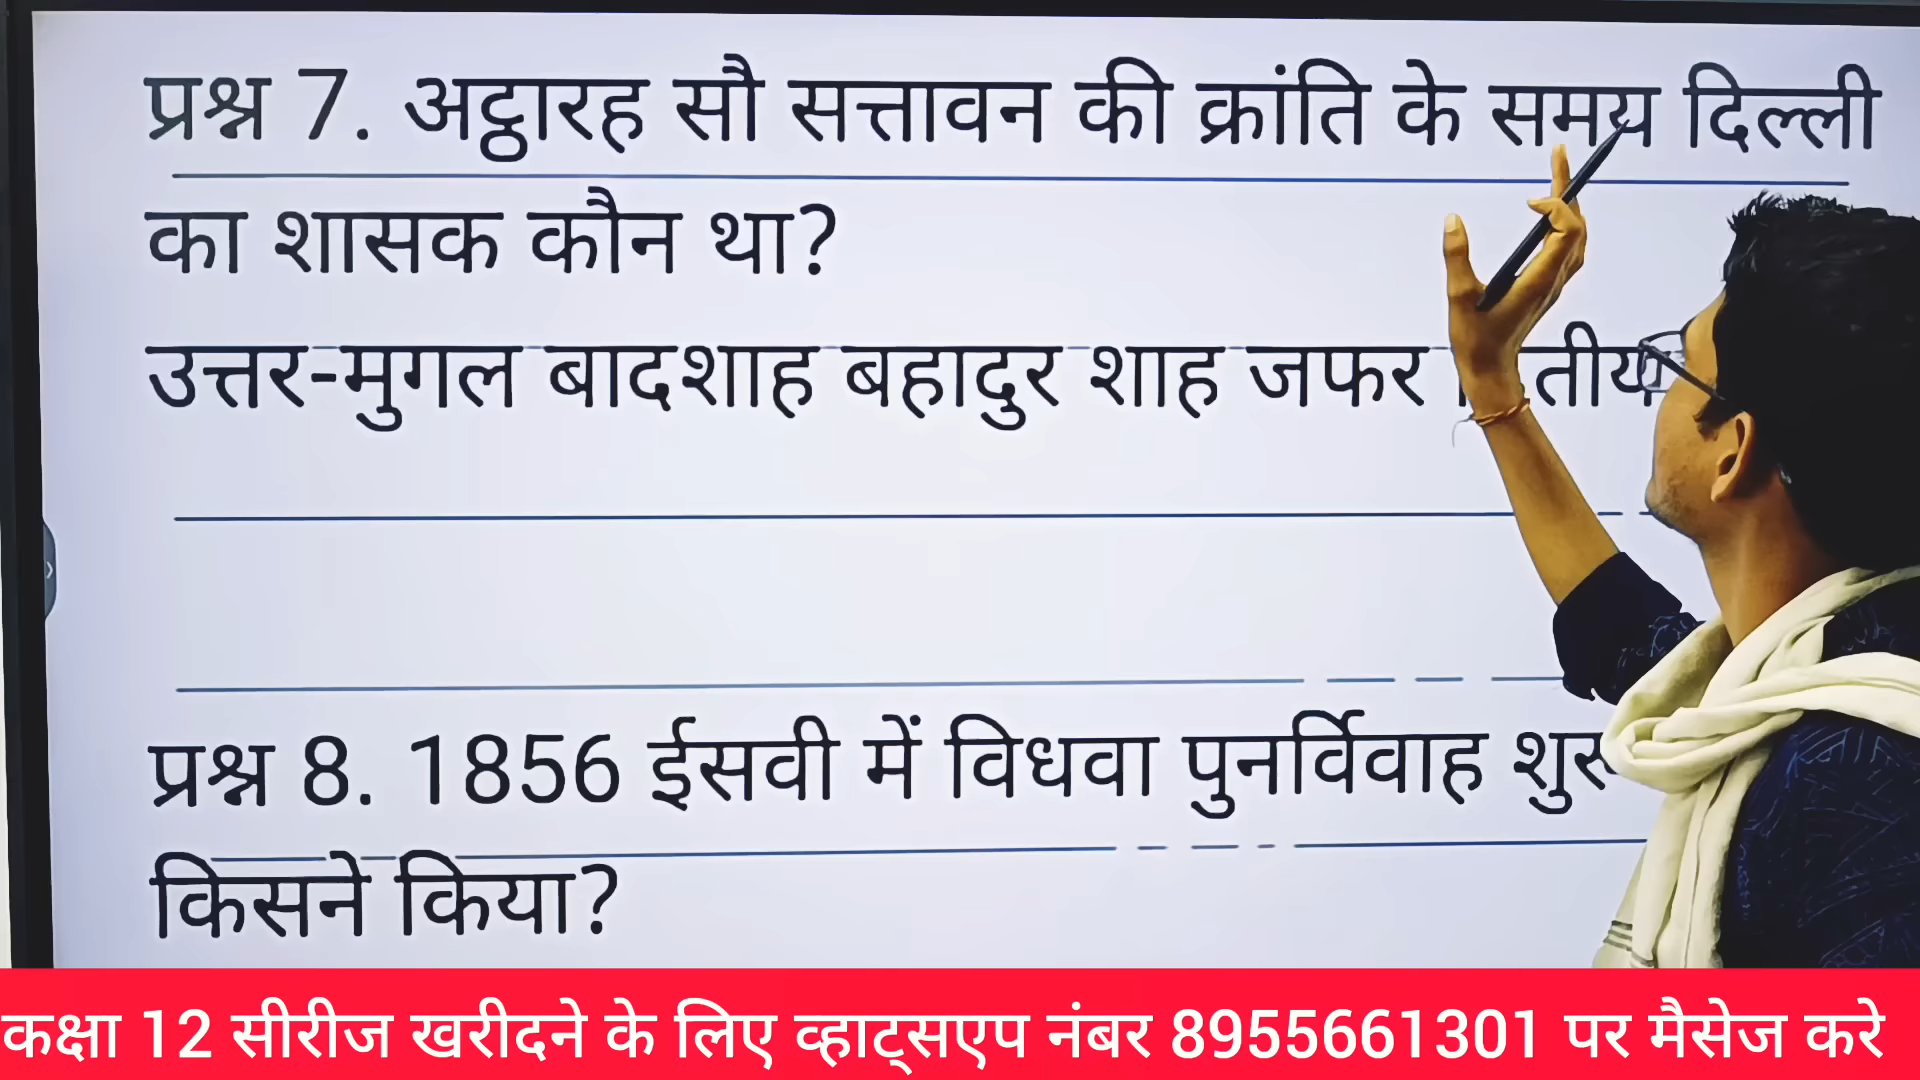 प्रश्न 7. अट्ठारह सौ सत्तावन की क्रांति के समय दिल्ली
का शासक कौन था?
उत्तर-मुगल बादशाह बहादुर शाह जफर
प्रश्न 8. 1856 ईसवी में विधवा पुनर्विवाह
किसने किया?
कक्षा 12 सीरीज खरीदने के लिए व्हाट्सएप नंबर 8955661301 पर मैसेज करे